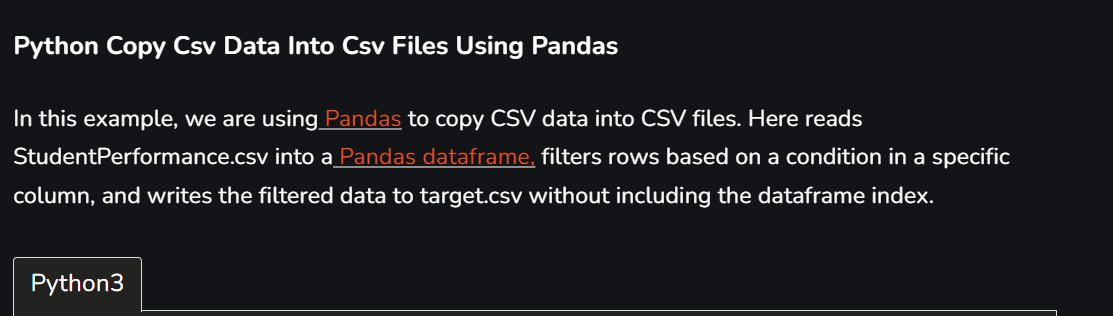 Python Copy Csv Data Into Csv Files Using Pandas
In this example, we are using Pandas to copy CSV data into CSV files. Here reads
StudentPerformance.csv into a Pandas dataframe, filters rows based on a condition in a specific
column, and writes the filtered data to target.csv without including the dataframe index.
Python3